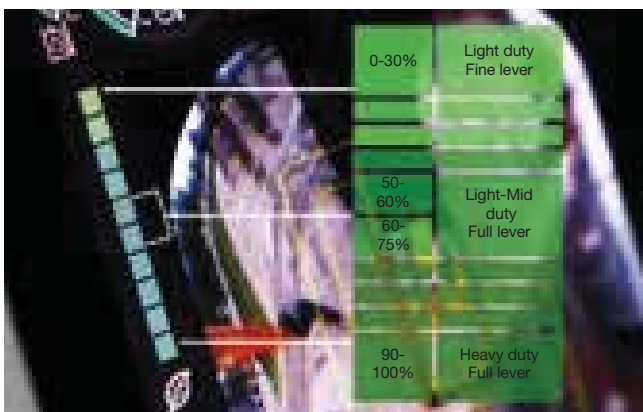 0-30%
Light duty
Fine lever
50-
60%
Light-Mid
duty
Full lever
60-
75%
90-
100%
Heavy duty
Full lever